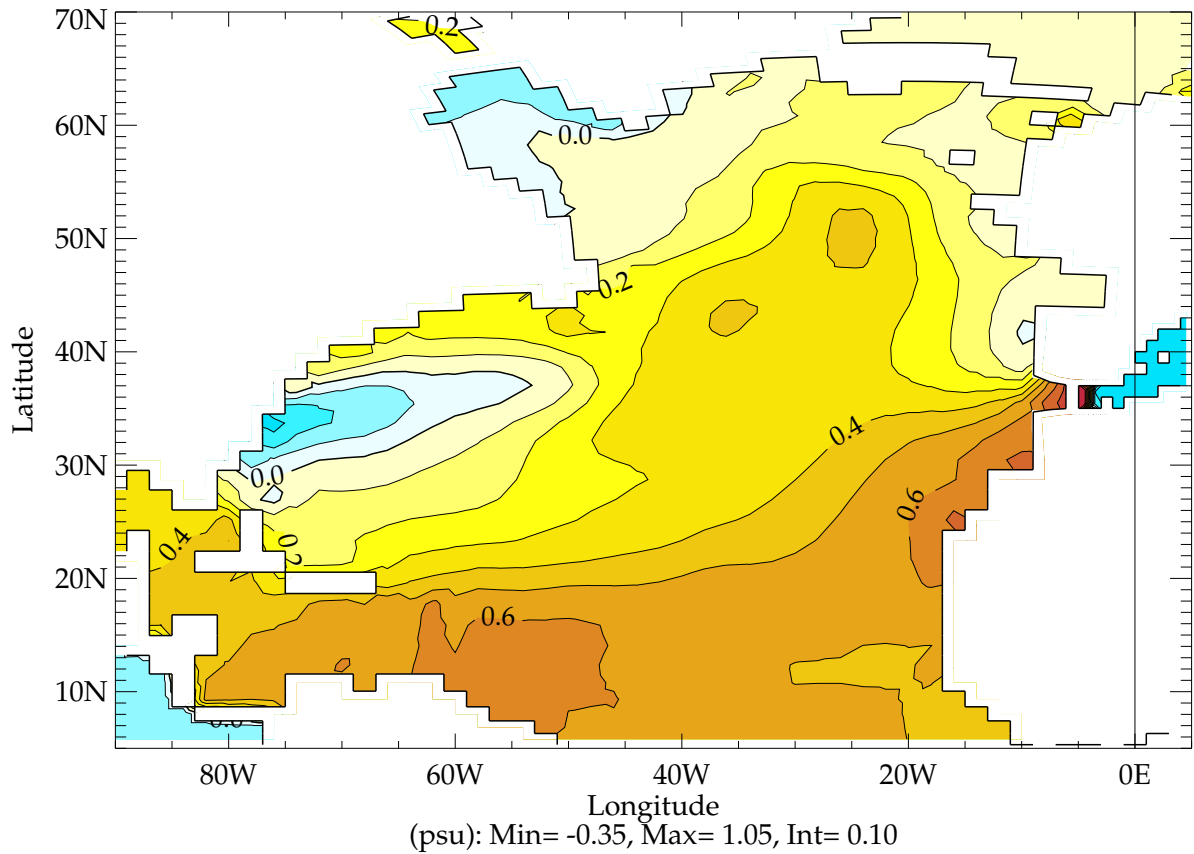 70N
0.2
60N
0.0
50N
0.2
40N
0.4
30N
0.0
0.6
0.4
0.2
20N
0.6
10N
0.0
Latitude
80W 60W 40W 20W 0E
Longitude
(psu): Min= -0.35, Max= 1.05, Int= 0.10